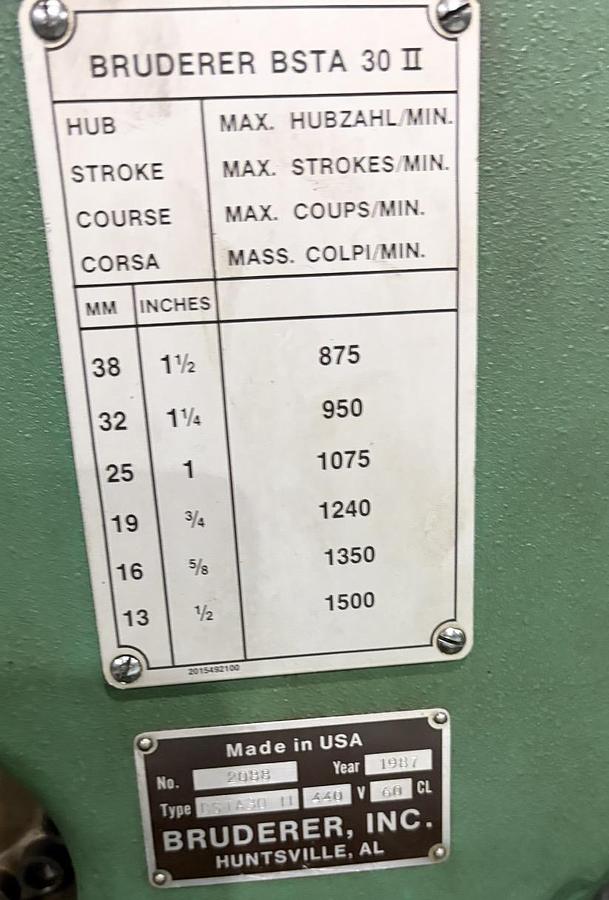 BRUDERER BSTA 30 II
HUB MAX. HUBZAHL/MIN.
STROKE MAX. STROKES/MIN.
COURSE MAX. COUPS/MIN.
CORSA MASS. COLPI/MIN.
MM INCHES
38 1½ 875
32 1¼ 950
25 1 1075
19 ¾ 1240
16 ⅝ 1350
13 ½ 1500
2015492100
Made in USA
No. 2088 Year 1987
Type BSTA30 II 440 V 60 CL
BRUDERER, INC.
HUNTSVILLE, AL